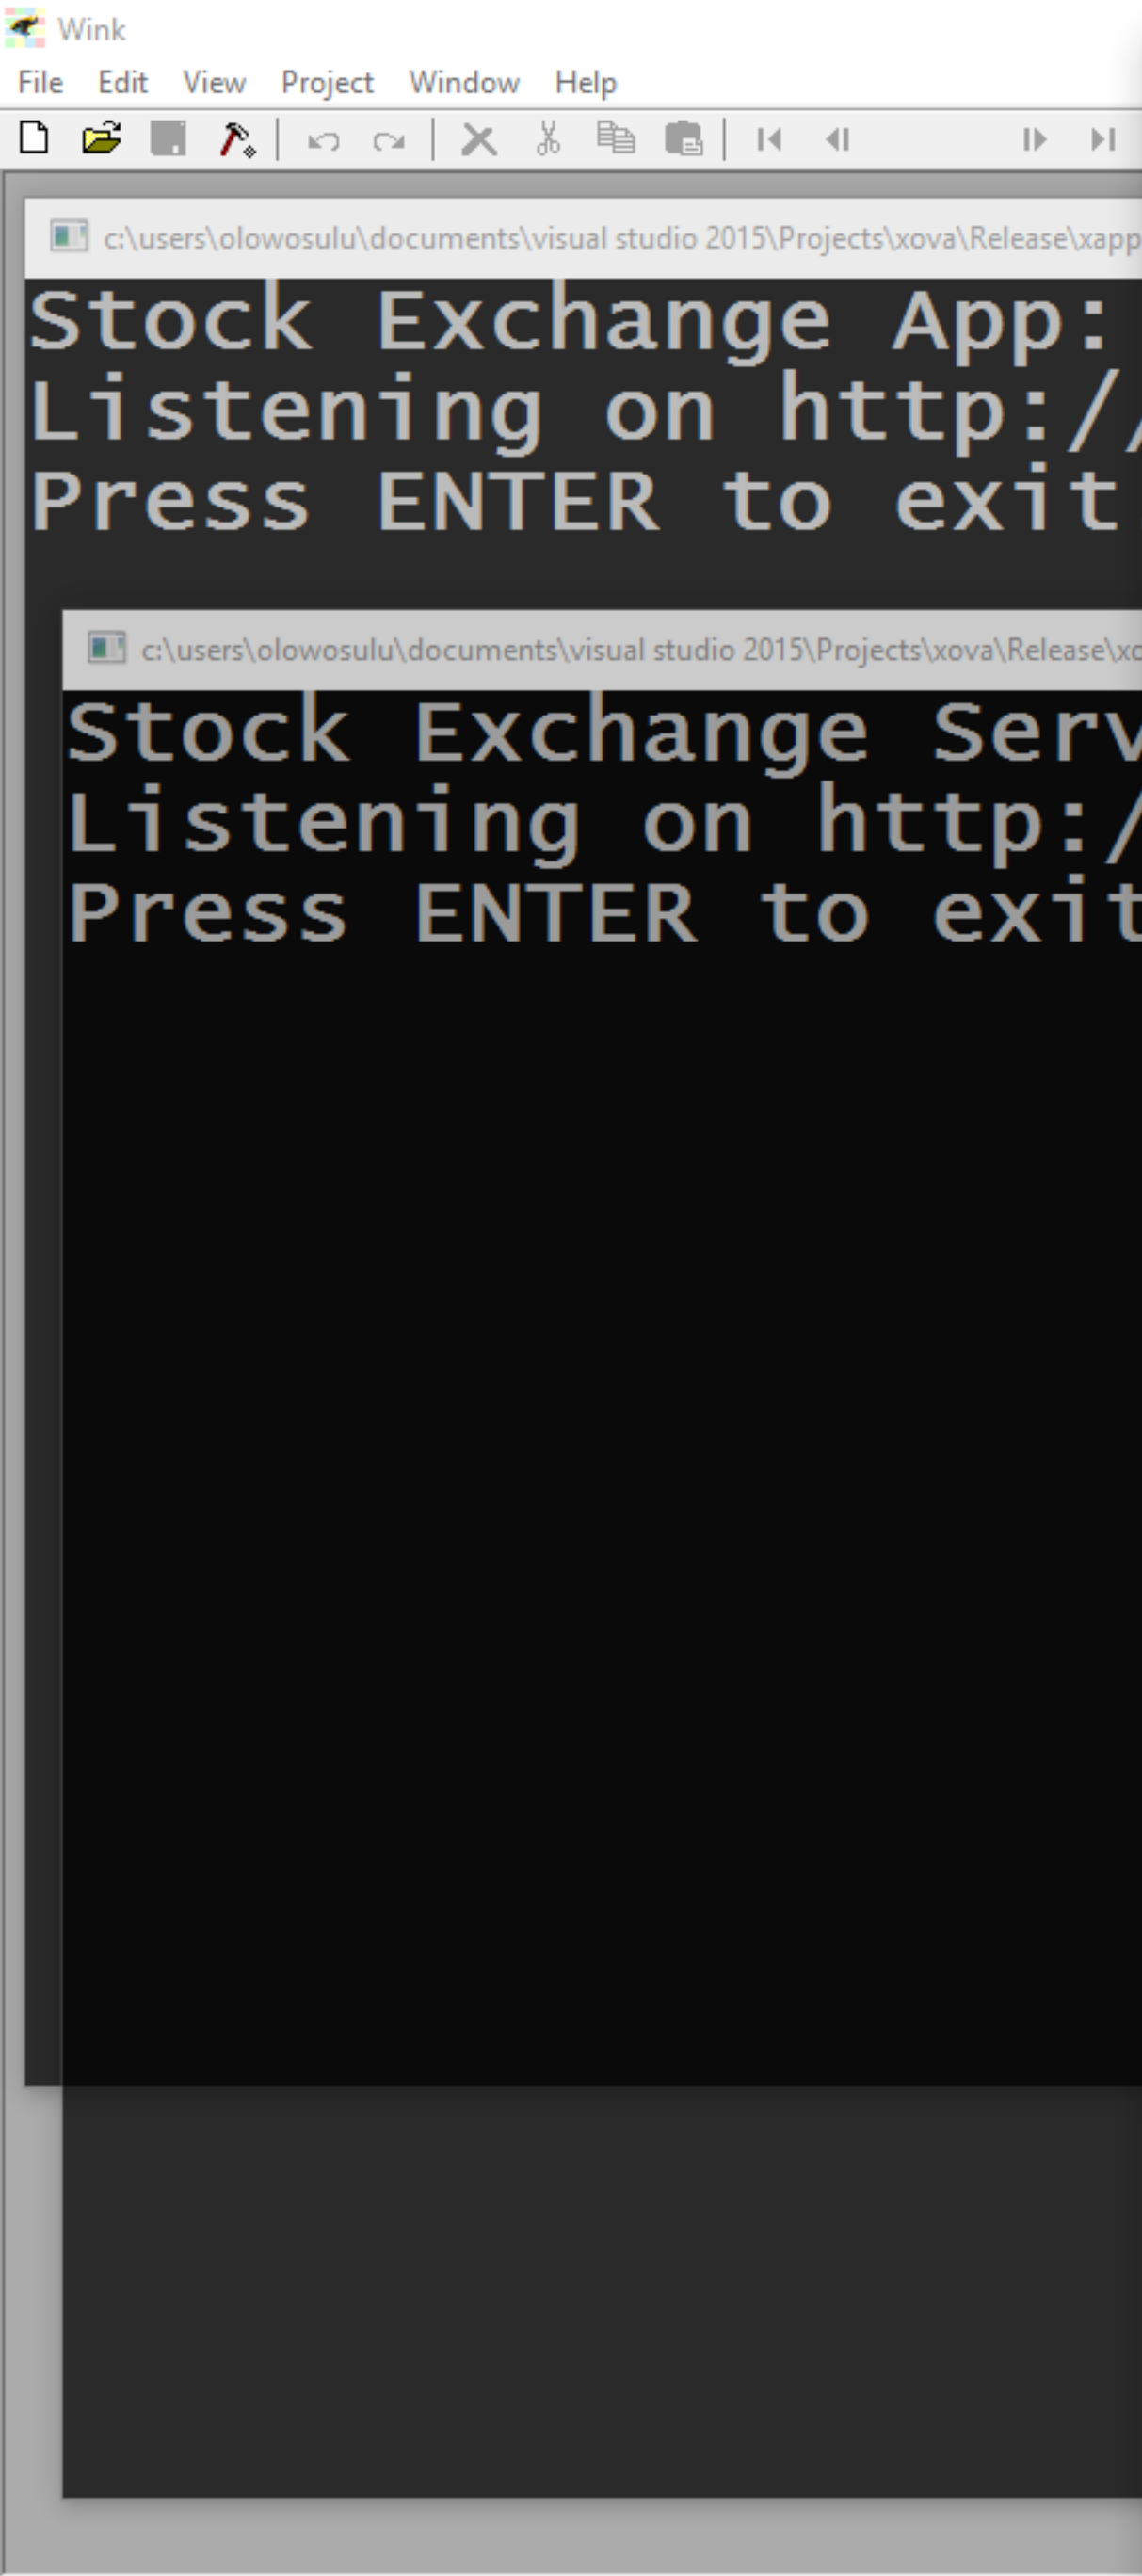 Wink
File Edit View Project Window Help
c:\users\olowosulu\documents\visual studio 2015\Projects\xova\Release\xapp
Stock Exchange App:
Listening on http:/
Press ENTER to exit
c:\users\olowosulu\documents\visual studio 2015\Projects\xova\Release\xo
Stock Exchange Serv
Listening on http:/
Press ENTER to exit